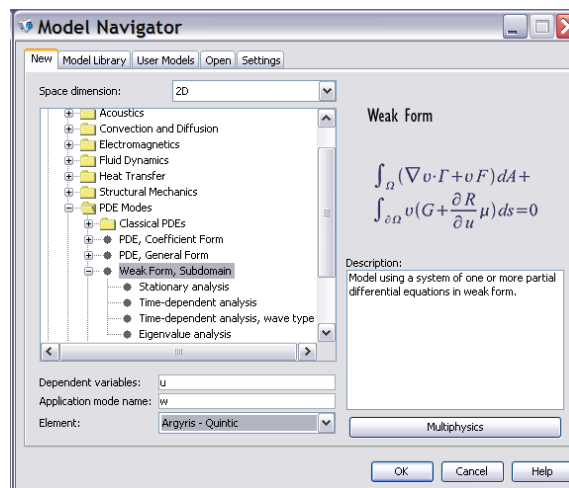 Model Navigator
New Model Library User Models Open Settings
Space dimension: 2D
Acoustics
Convection and Diffusion
Electromagnetics
Fluid Dynamics
Heat Transfer
Structural Mechanics
PDE Modes
Classical PDEs
PDE, Coefficient Form
PDE, General Form
Weak Form, Subdomain
Stationary analysis
Time-dependent analysis
Time-dependent analysis, wave type
Eigenvalue analysis
Dependent variables: u
Application mode name: w
Element: Argyris - Quintic
Weak Form
∫Ω(∇υ·Γ+υF)dA+
∫∂Ω υ(G+∂R/∂u μ)ds=0
Description:
Model using a system of one or more partial
differential equations in weak form.
Multiphysics
OK Cancel Help